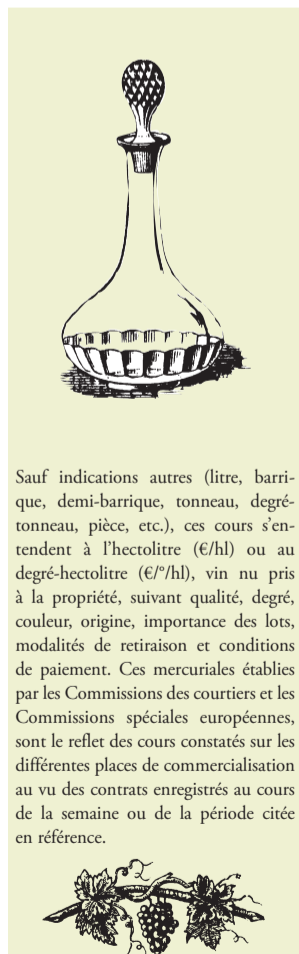 Sauf indications autres (litre, barri-
que, demi-barrique, tonneau, degré-
tonneau, pièce, etc.), ces cours s'en-
tendent à l'hectolitre (€/hl) ou au
degré-hectolitre (€/°/hl), vin nu pris
à la propriété, suivant qualité, degré,
couleur, origine, importance des lots,
modalités de retiraison et conditions
de paiement. Ces mercuriales établies
par les Commissions des courtiers et les
Commissions spéciales européennes,
sont le reflet des cours constatés sur les
différentes places de commercialisation
au vu des contrats enregistrés au cours
de la semaine ou de la période citée
en référence.